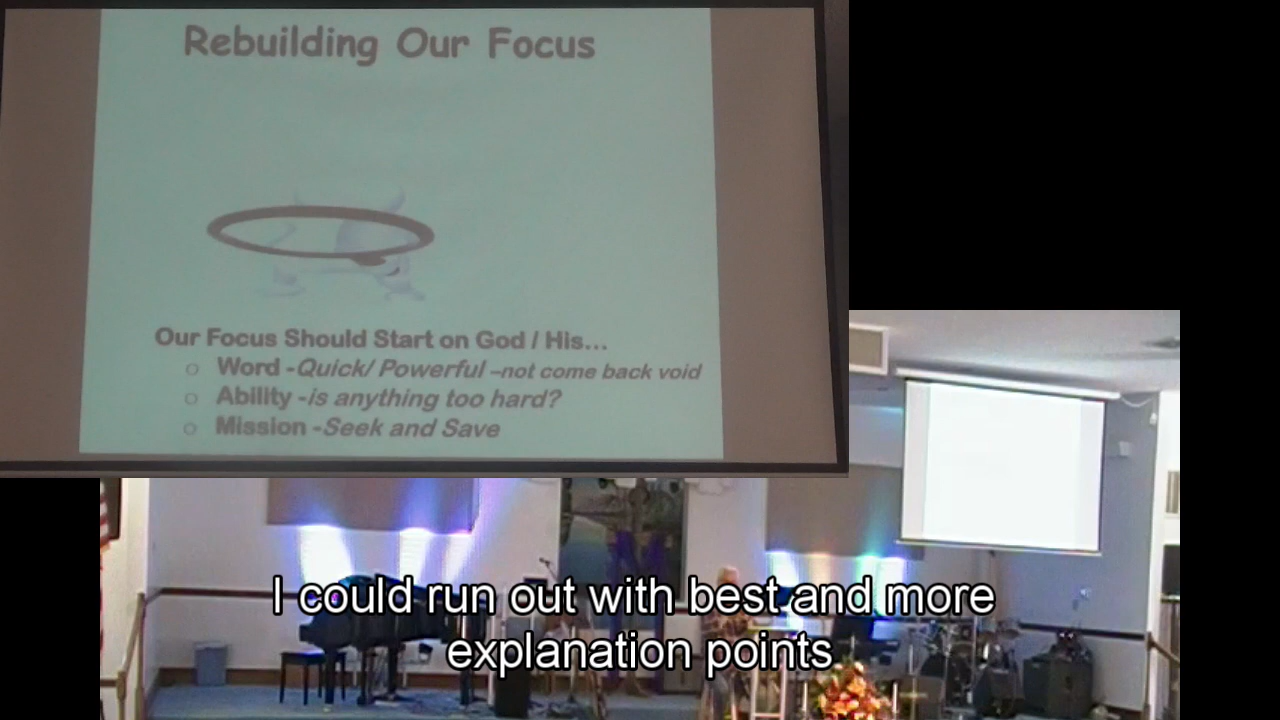 Rebuilding Our Focus
Our Focus Should Start on God / His...
Word -Quick/ Powerful –not come back void
Ability -is anything too hard?
Mission -Seek and Save
I could run out with best and more
explanation points